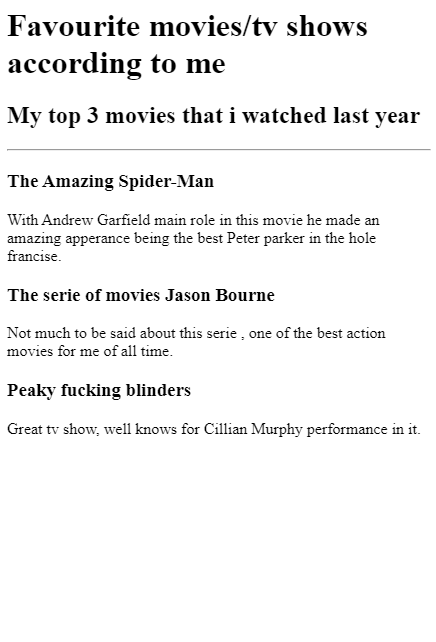 Favourite movies/tv shows
according to me
My top 3 movies that i watched last year
The Amazing Spider-Man
With Andrew Garfield main role in this movie he made an
amazing apperance being the best Peter parker in the hole
francise.
The serie of movies Jason Bourne
Not much to be said about this serie , one of the best action
movies for me of all time.
Peaky fucking blinders
Great tv show, well knows for Cillian Murphy performance in it.